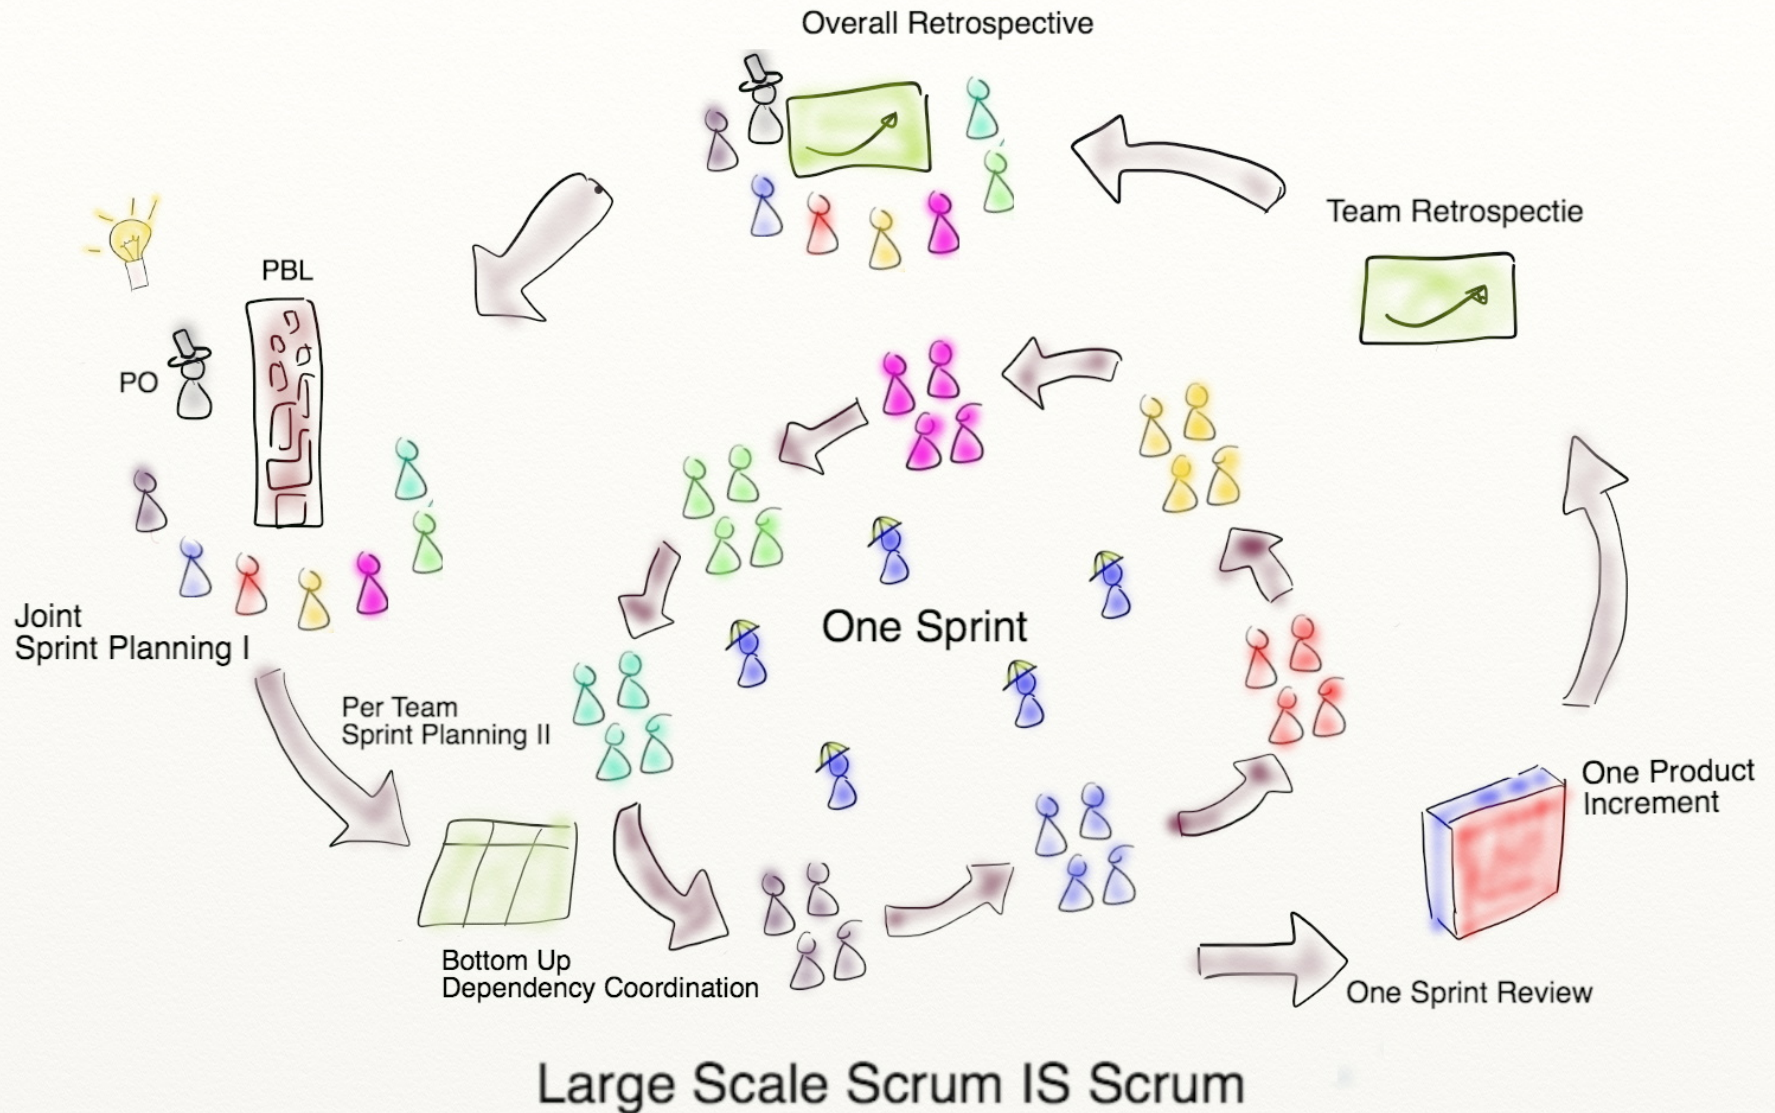 Overall Retrospective
Team Retrospectie
PBL
PO
Joint
Sprint Planning I
Per Team
Sprint Planning II
One Sprint
One Product
Increment
Bottom Up
Dependency Coordination
One Sprint Review
Large Scale Scrum IS Scrum